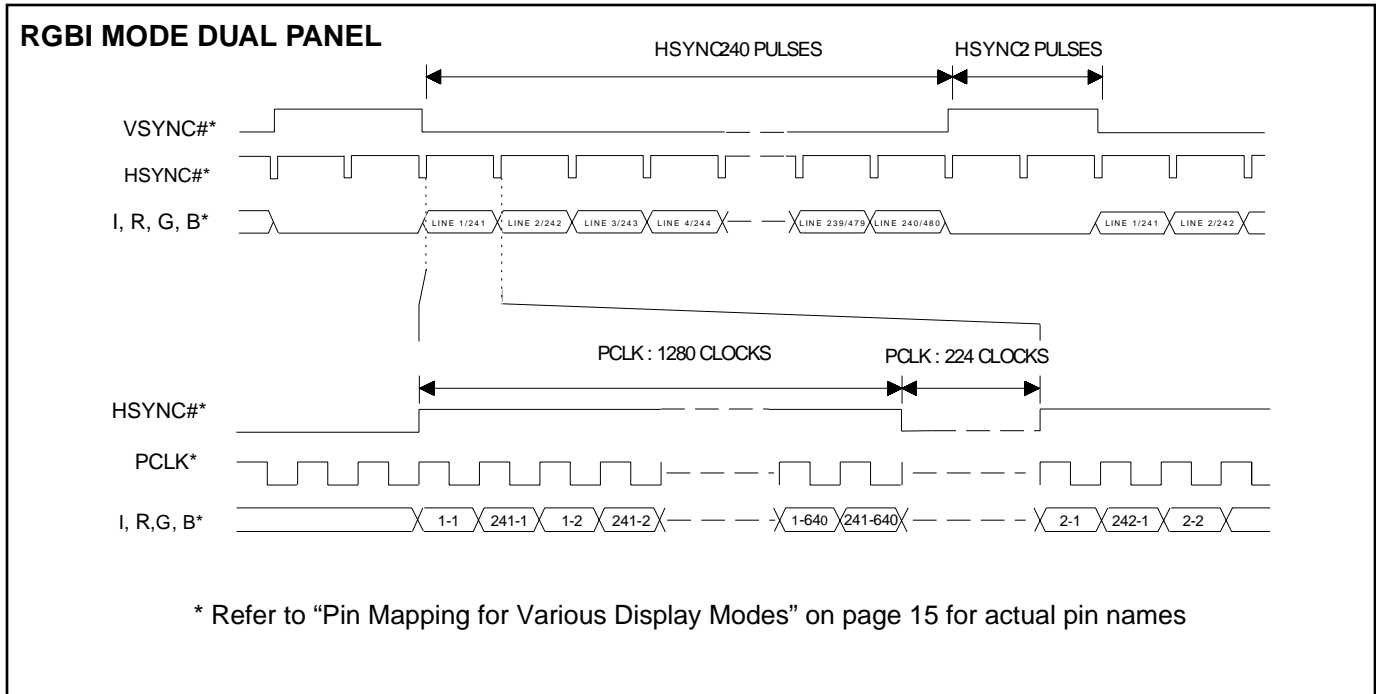 RGBI MODE DUAL PANEL
HSYNC240 PULSES
HSYNC2 PULSES
VSYNC#*
HSYNC#*
I, R, G, B*
LINE 1/241
LINE 2/242
LINE 3/243
LINE 4/244
LINE 239/479
LINE 240/480
LINE 1/241
LINE 2/242
PCLK : 1280 CLOCKS
PCLK : 224 CLOCKS
HSYNC#*
PCLK*
I, R,G, B*
1-1
241-1
1-2
241-2
1-640
241-640
2-1
242-1
2-2
* Refer to “Pin Mapping for Various Display Modes” on page 15 for actual pin names